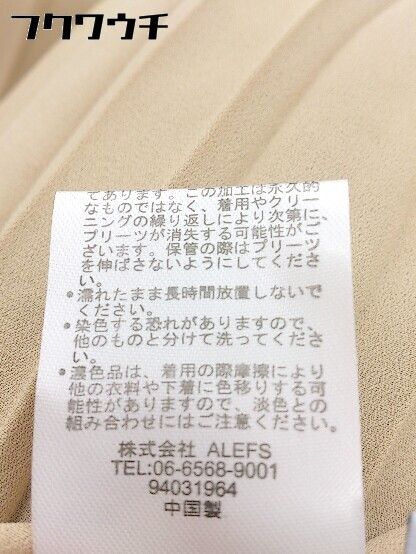 フクワウチ
であります。この加工は永久的
なものではなく、着用やクリー
ニングの繰り返しにより次第に、
プリーツが消失する可能性がご
ざいます。保管の際はプリーツ
を伸ばさないようにしてくださ
い。
●濡れたまま長時間放置しないで
ください。
●染色する恐れがありますので、
他のものと分けて洗ってくださ
い。
●濃色品は、着用の際摩擦により
他の衣料や下着に色移りする可
能性がありますので、淡色との
組み合わせにはご注意ください。
株式会社 ALEFS
TEL:06-6568-9001
94031964
中国製